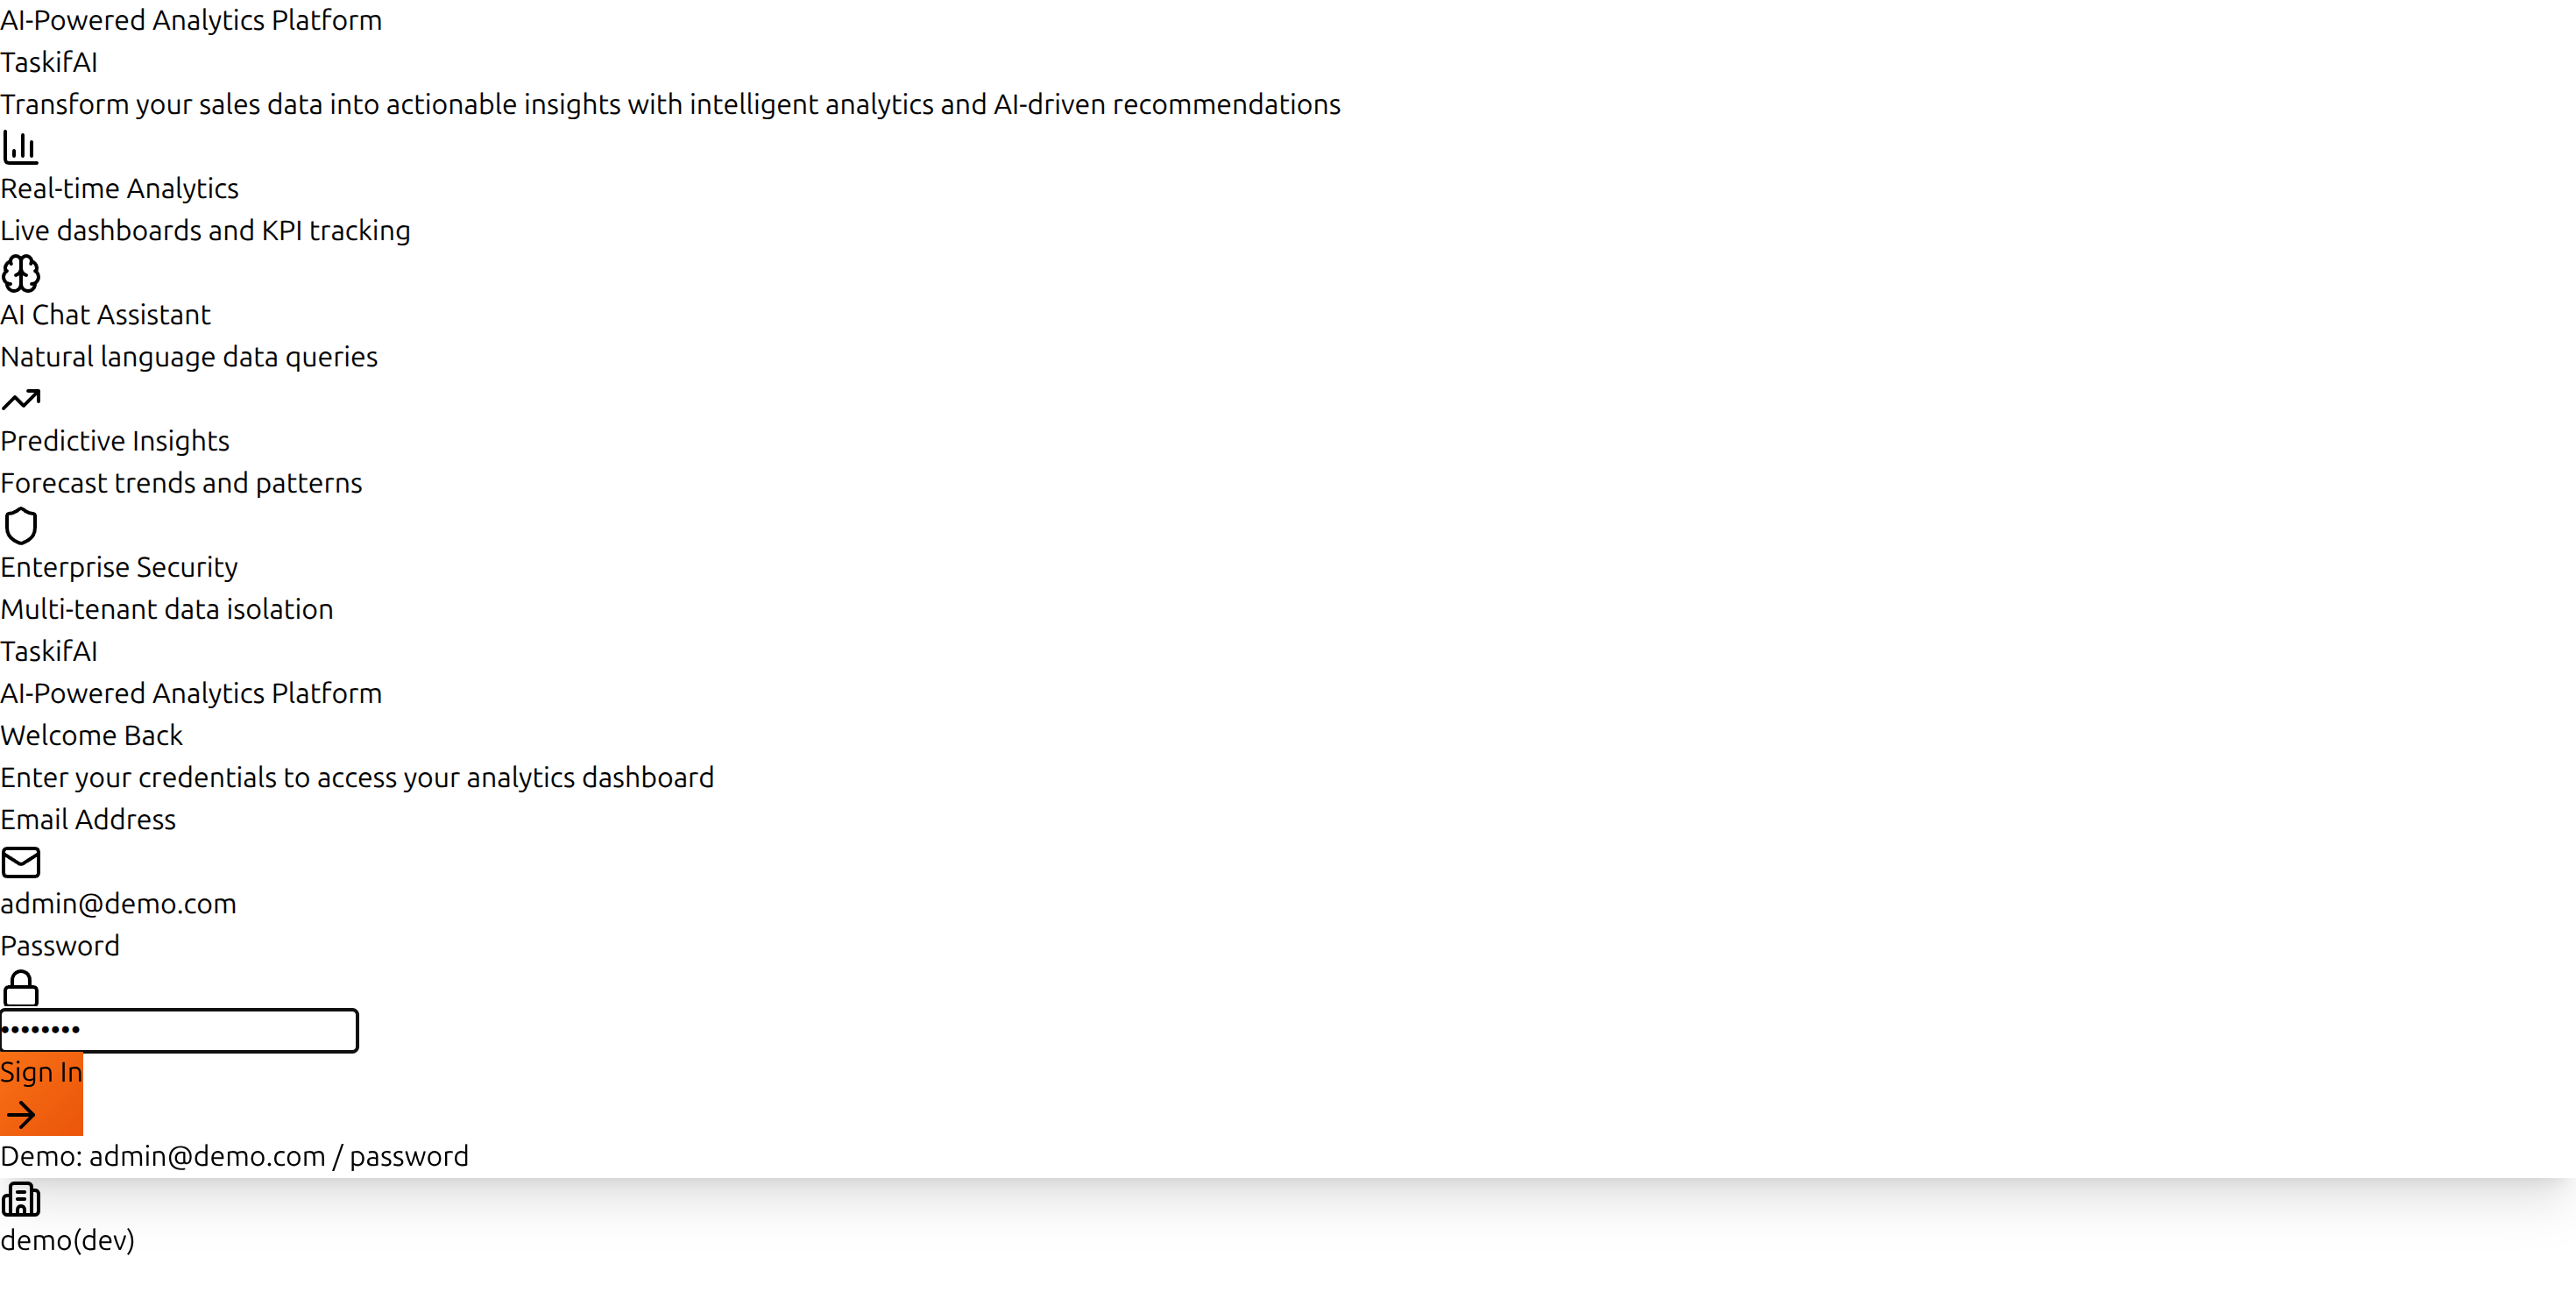 AI-Powered Analytics Platform
TaskifAI
Transform your sales data into actionable insights with intelligent analytics and AI-driven recommendations
Real-time Analytics
Live dashboards and KPI tracking
AI Chat Assistant
Natural language data queries
Predictive Insights
Forecast trends and patterns
Enterprise Security
Multi-tenant data isolation
TaskifAI
AI-Powered Analytics Platform
Welcome Back
Enter your credentials to access your analytics dashboard
Email Address
admin@demo.com
Password
••••••••
Sign In
Demo: admin@demo.com / password
demo(dev)